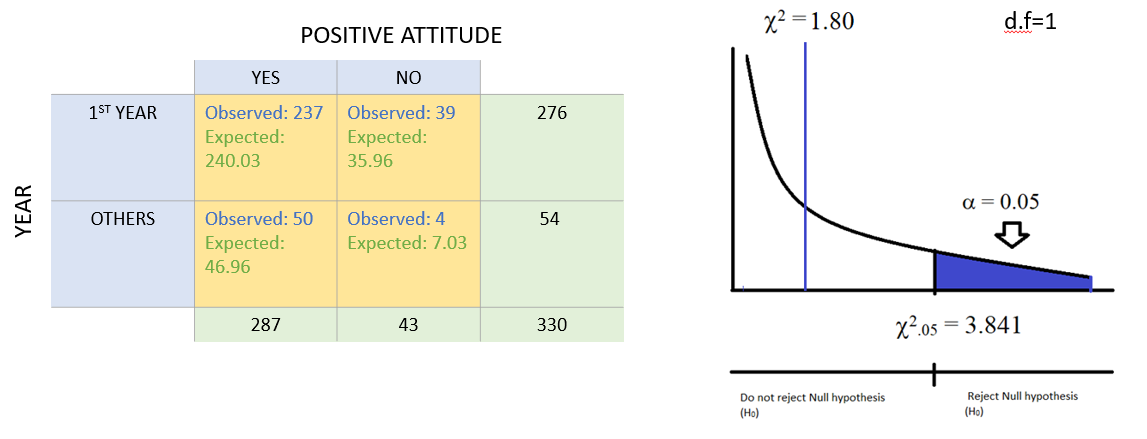 POSITIVE ATTITUDE
YES NO
1ST YEAR Observed: 237 Observed: 39 276
Expected: Expected:
240.03 35.96
YEAR
OTHERS Observed: 50 Observed: 4 54
Expected: Expected: 7.03
46.96
287 43 330
χ² = 1.80 d.f=1
α = 0.05
χ².05 = 3.841
Do not reject Null hypothesis Reject Null hypothesis
(H₀) (H₀)